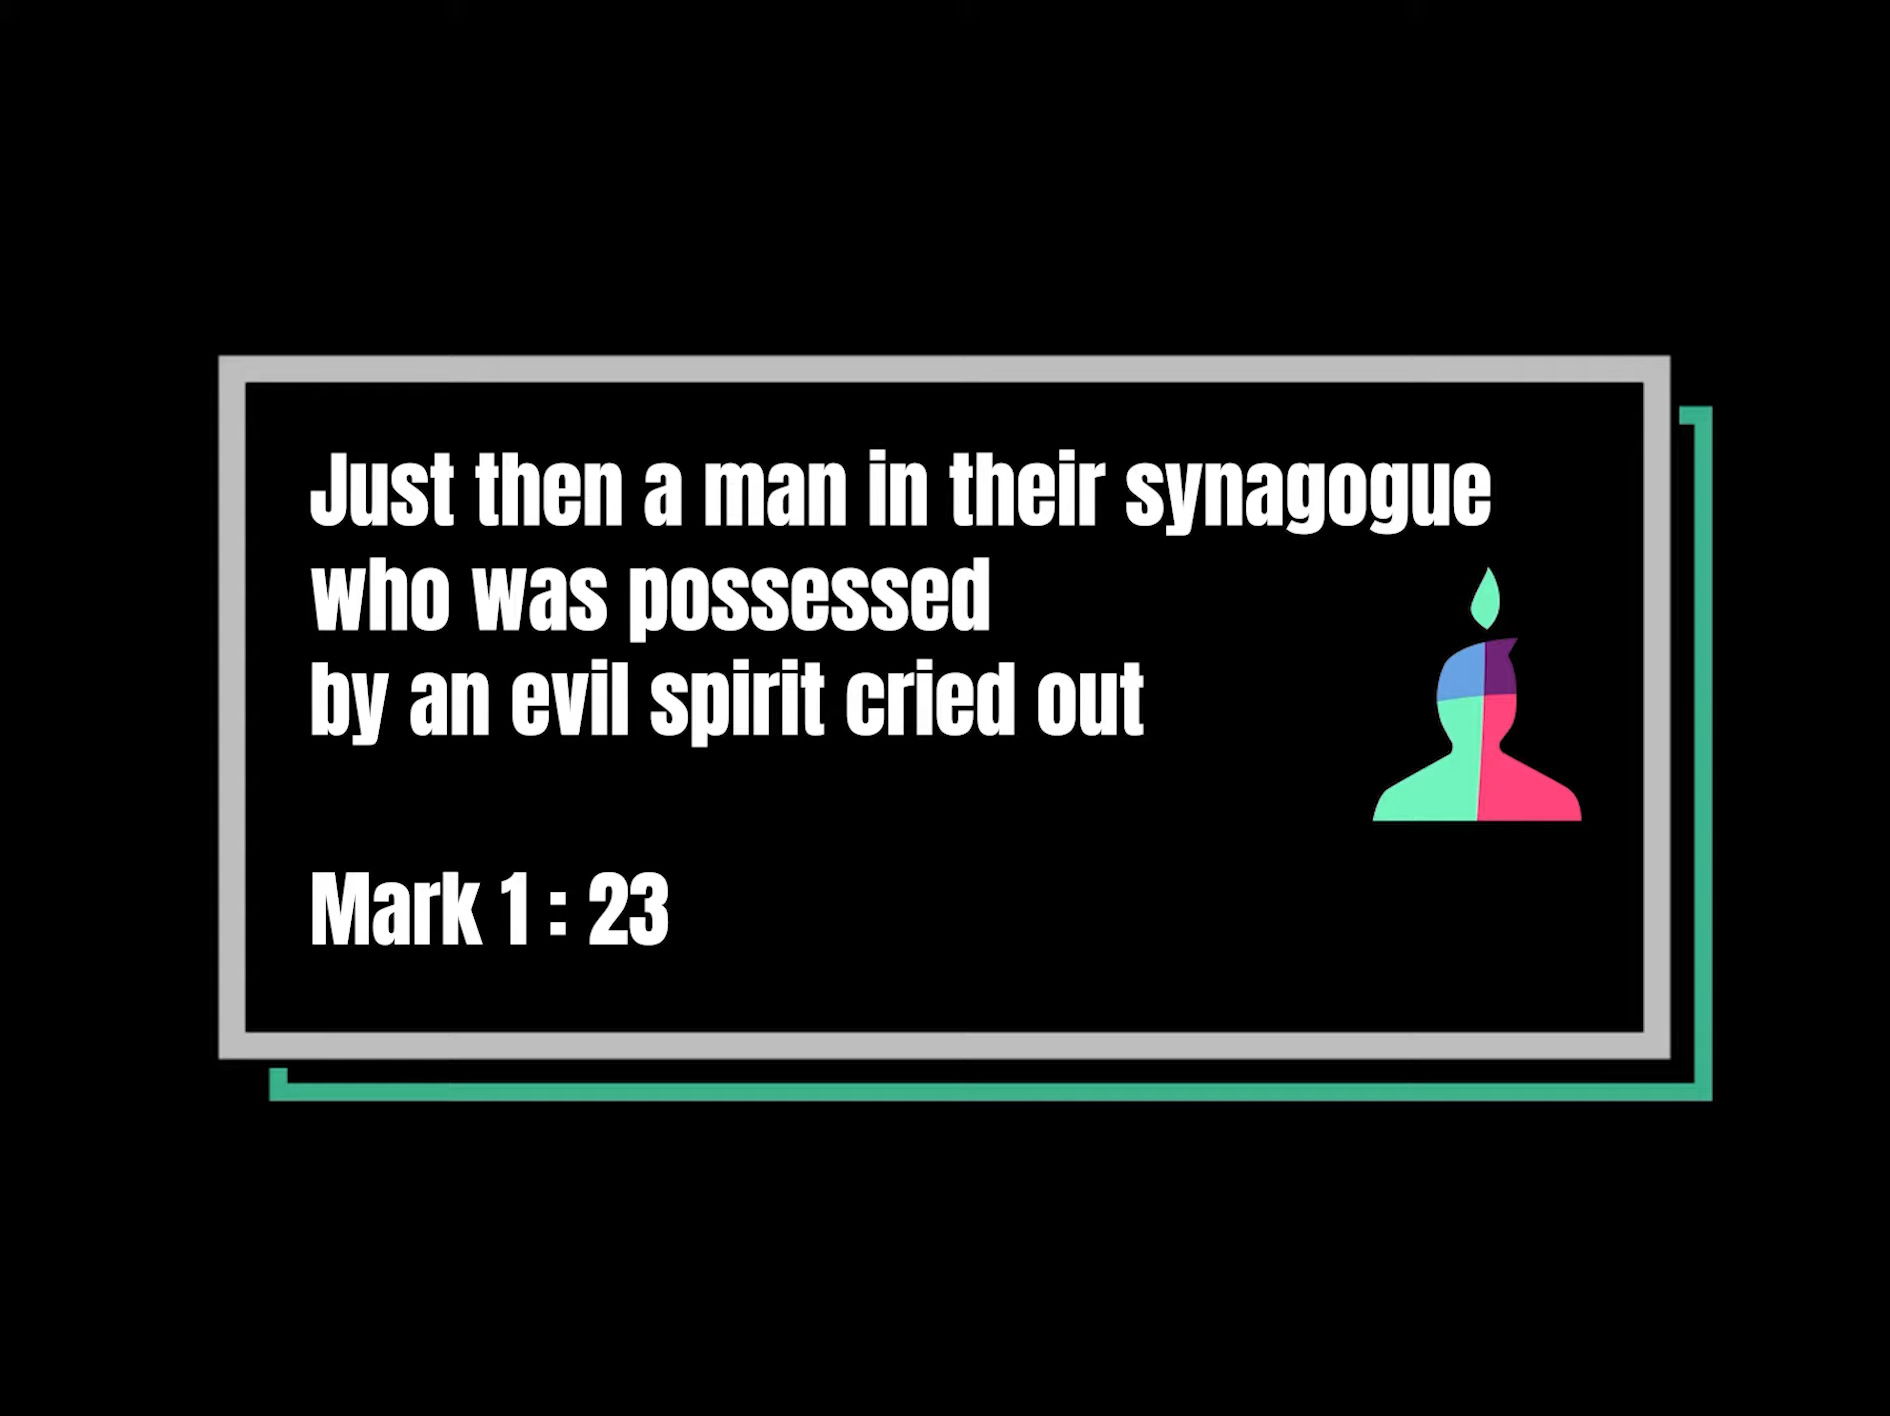 Just then a man in their synagogue
who was possessed
by an evil spirit cried out
Mark 1 : 23